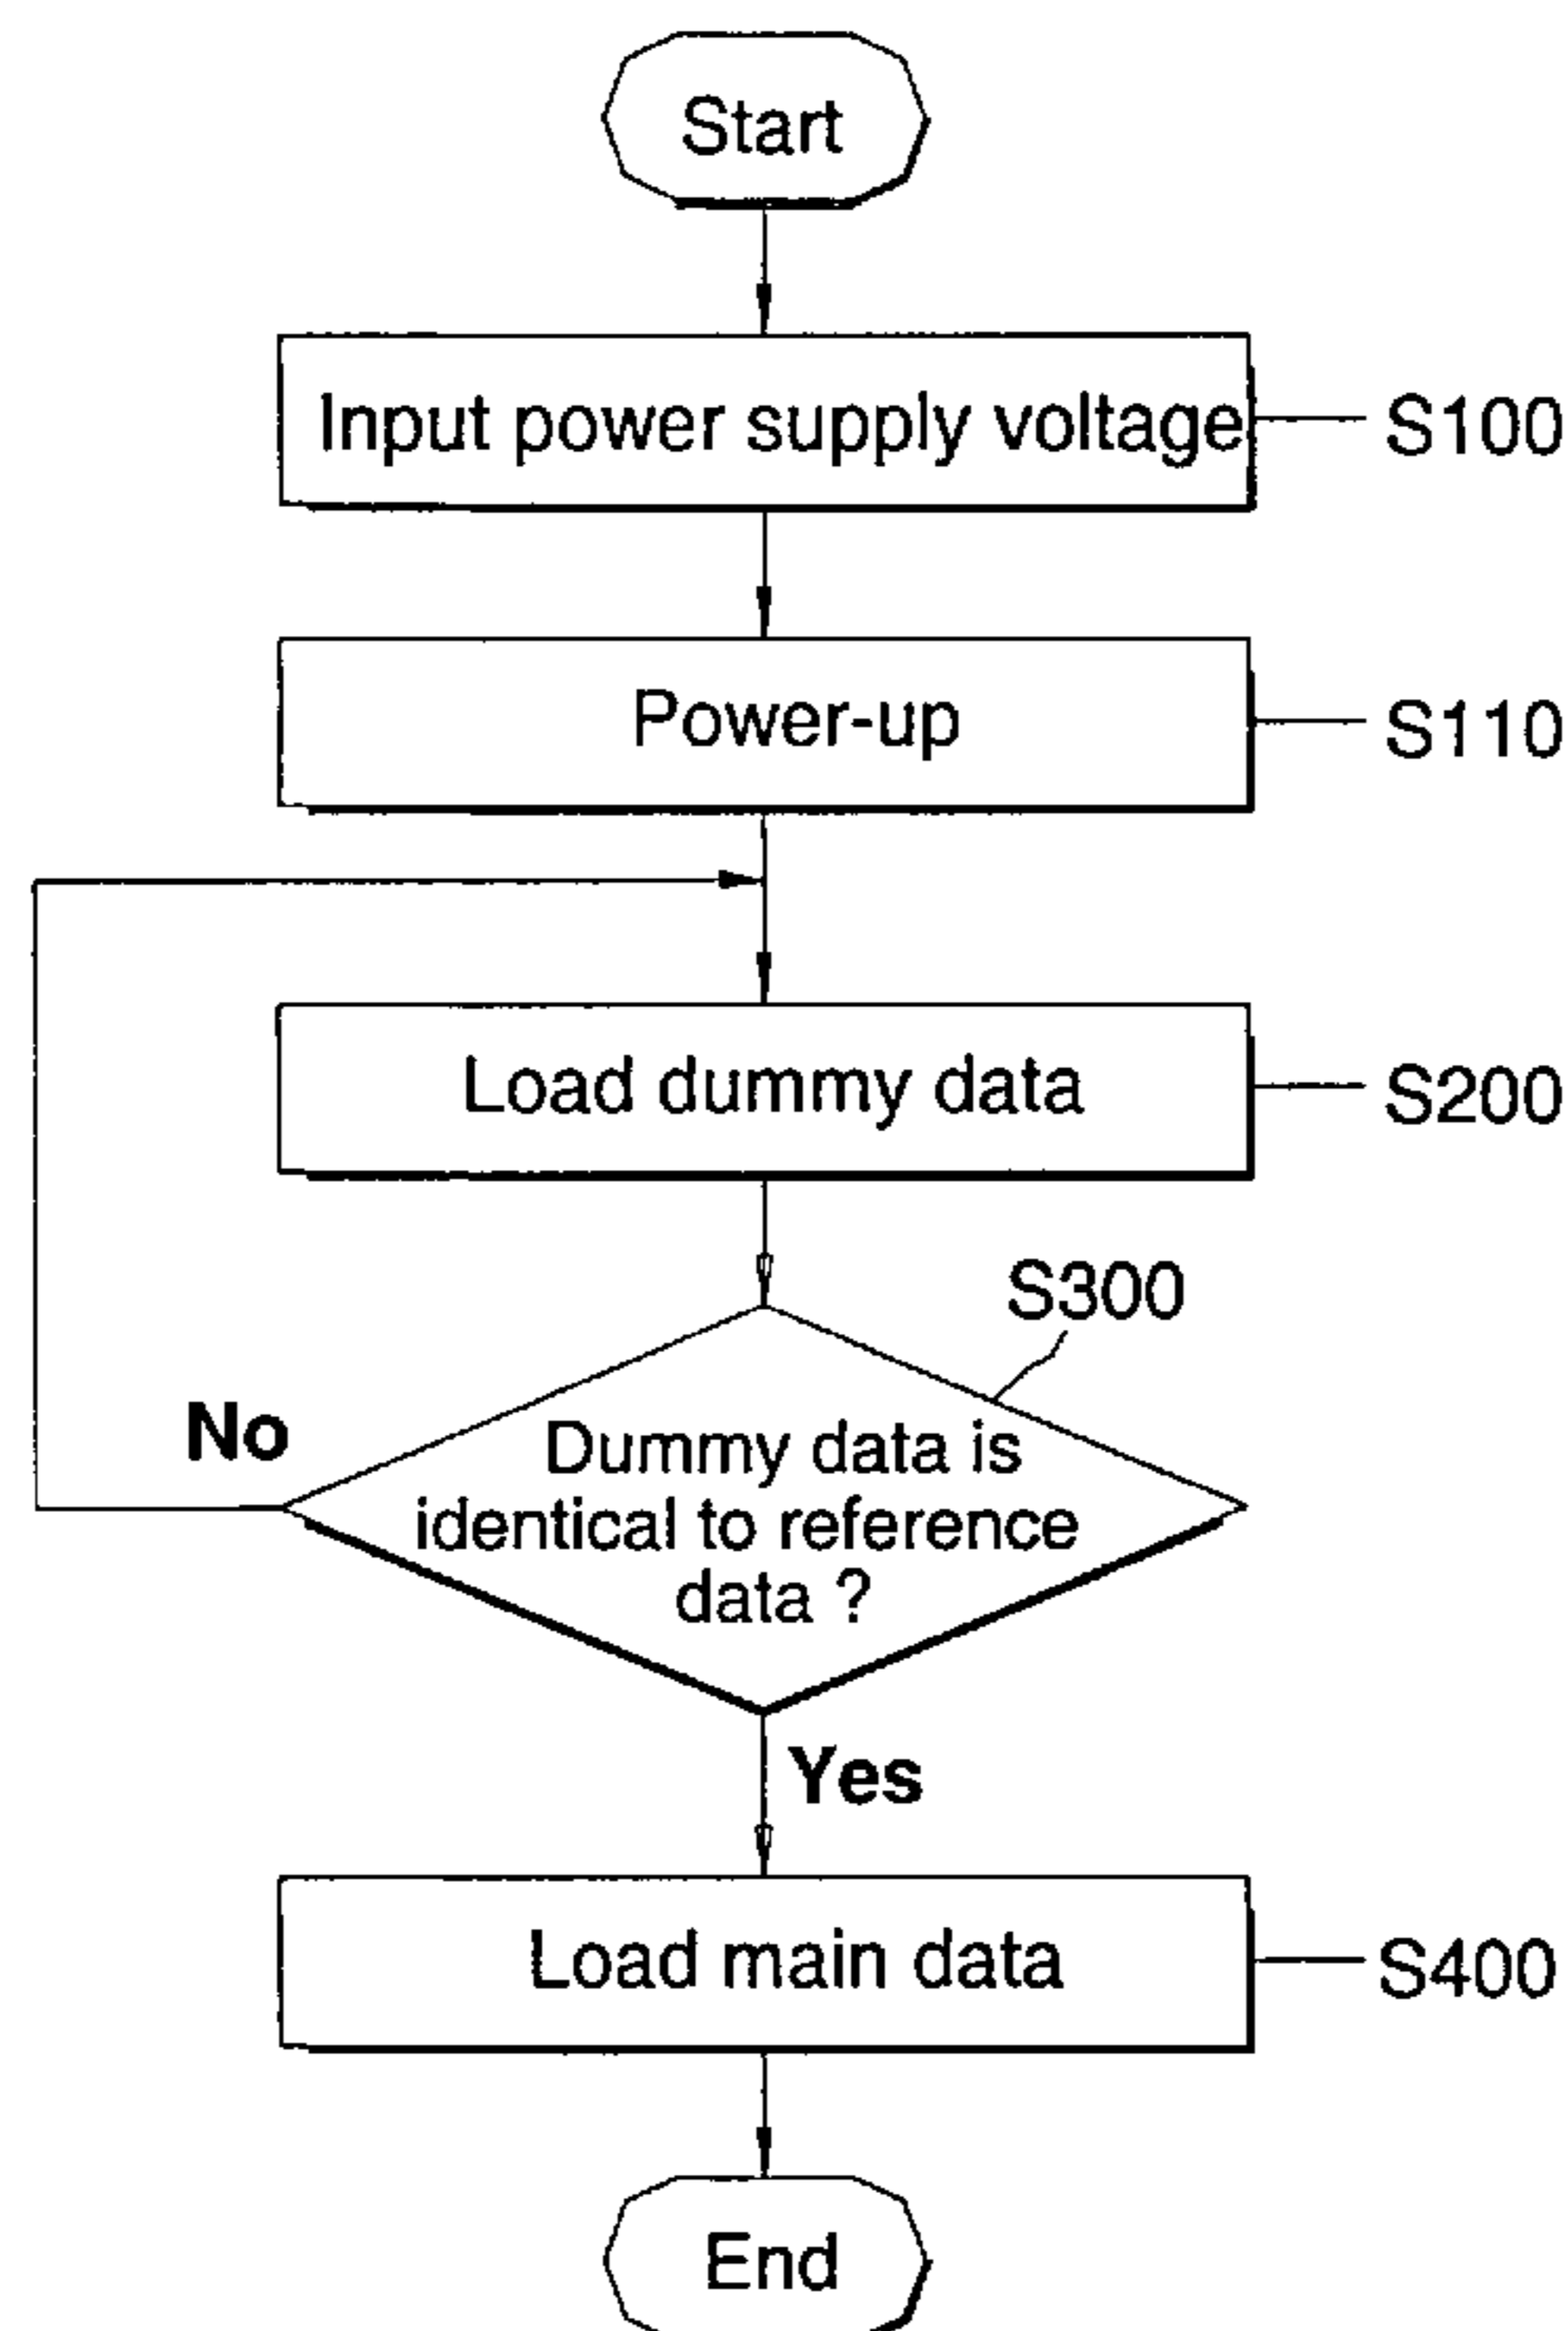 Start
Input power supply voltage
S100
Power-up
S110
Load dummy data
S200
S300
No
Dummy data is
identical to reference
data ?
Yes
Load main data
S400
End